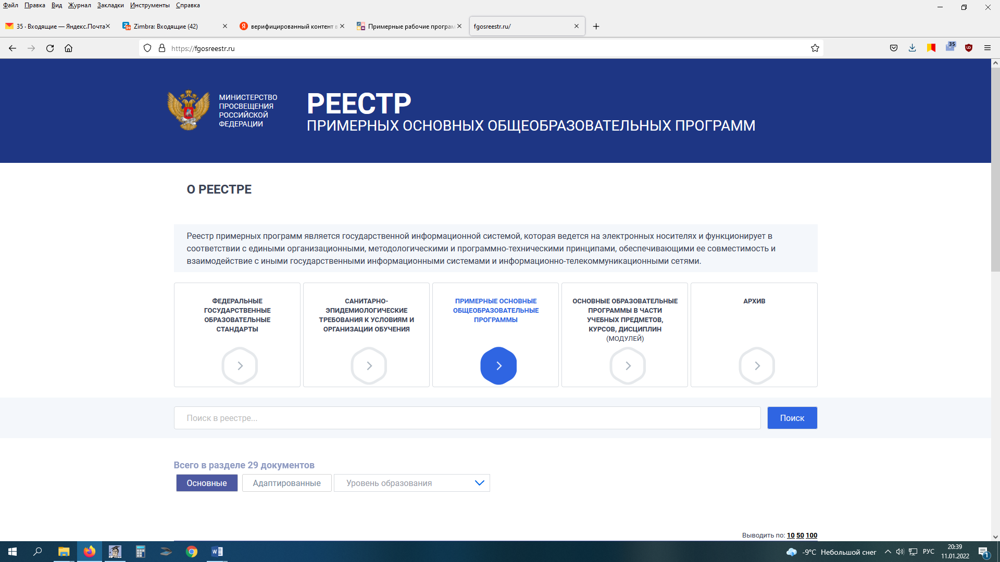 Файл Правка Вид Журнал Закладки Инструменты Справка
35 · Входящие — Яндекс.Почта
Zimbra: Входящие (42)
верифицированный контент в
Примерные рабочие програм
fgosreestr.ru/
https://fgosreestr.ru
35
МИНИСТЕРСТВО
ПРОСВЕЩЕНИЯ
РОССИЙСКОЙ
ФЕДЕРАЦИИ
РЕЕСТР
ПРИМЕРНЫХ ОСНОВНЫХ ОБЩЕОБРАЗОВАТЕЛЬНЫХ ПРОГРАММ
О РЕЕСТРЕ
Реестр примерных программ является государственной информационной системой, которая ведется на электронных носителях и функционирует в
соответствии с едиными организационными, методологическими и программно-техническими принципами, обеспечивающими ее совместимость и
взаимодействие с иными государственными информационными системами и информационно-телекоммуникационными сетями.
ФЕДЕРАЛЬНЫЕ
ГОСУДАРСТВЕННЫЕ
ОБРАЗОВАТЕЛЬНЫЕ
СТАНДАРТЫ
САНИТАРНО-
ЭПИДЕМИОЛОГИЧЕСКИЕ
ТРЕБОВАНИЯ К УСЛОВИЯМ И
ОРГАНИЗАЦИИ ОБУЧЕНИЯ
ПРИМЕРНЫЕ ОСНОВНЫЕ
ОБЩЕОБРАЗОВАТЕЛЬНЫЕ
ПРОГРАММЫ
ОСНОВНЫЕ ОБРАЗОВАТЕЛЬНЫЕ
ПРОГРАММЫ В ЧАСТИ
УЧЕБНЫХ ПРЕДМЕТОВ,
КУРСОВ, ДИСЦИПЛИН
(МОДУЛЕЙ)
АРХИВ
Поиск в реестре...
Поиск
Всего в разделе 29 документов
Основные
Адаптированные
Уровень образования
Выводить по: 10 50 100
-9°C Небольшой снег
РУС
20:39
11.01.2022
1